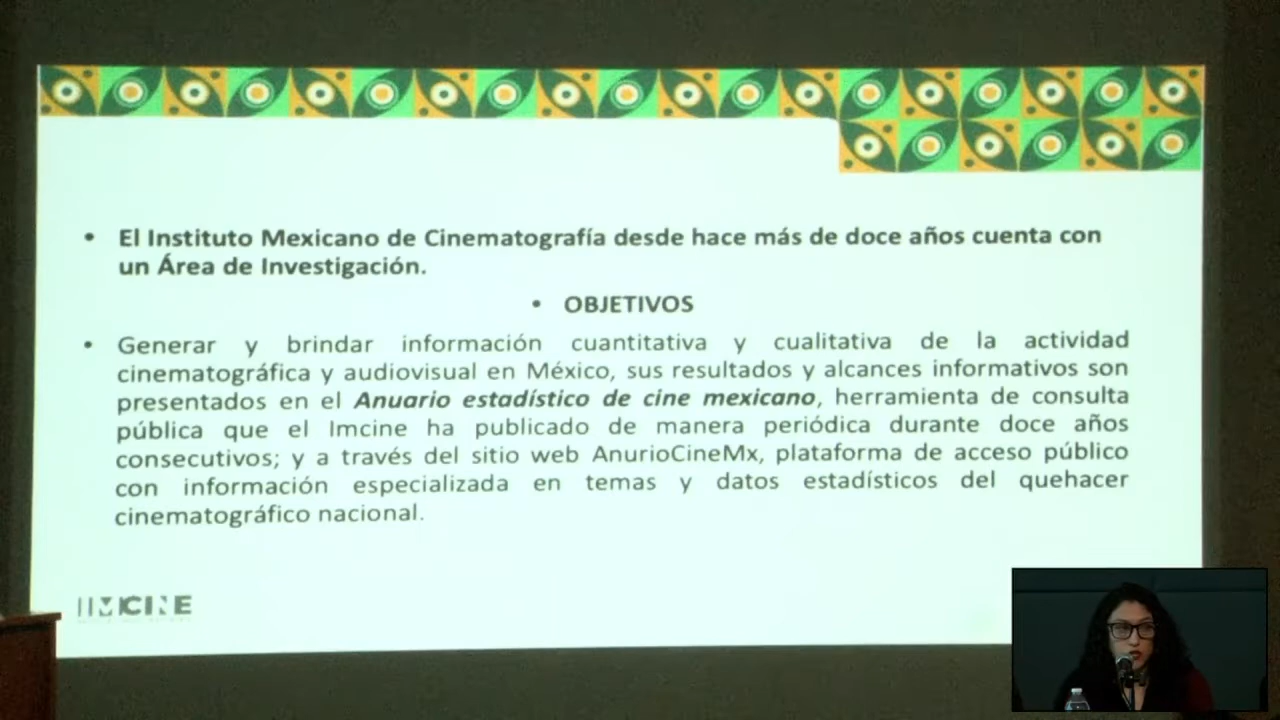 • El Instituto Mexicano de Cinematografía desde hace más de doce años cuenta con
un Área de Investigación.
• OBJETIVOS
• Generar y brindar información cuantitativa y cualitativa de la actividad
cinematográfica y audiovisual en México, sus resultados y alcances informativos son
presentados en el Anuario estadístico de cine mexicano, herramienta de consulta
pública que el Imcine ha publicado de manera periódica durante doce años
consecutivos; y a través del sitio web AnurioCineMx, plataforma de acceso público
con información especializada en temas y datos estadísticos del quehacer
cinematográfico nacional.
IMCINE